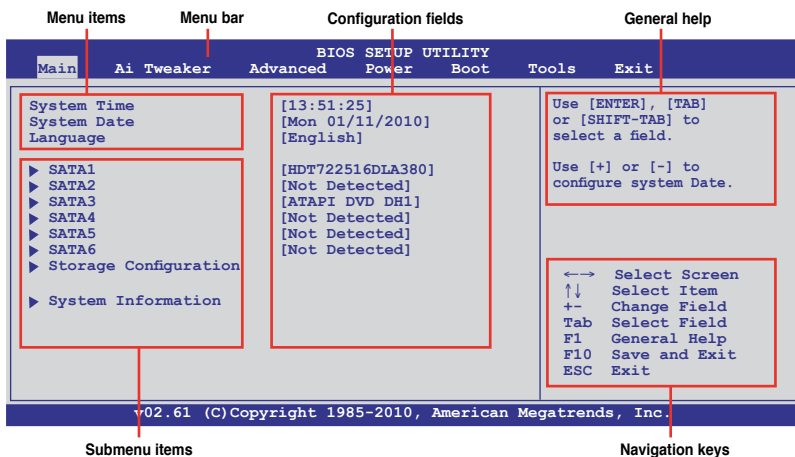 Menu items Menu bar Configuration fields General help
BIOS SETUP UTILITY
Main Ai Tweaker Advanced Power Boot Tools Exit
System Time [13:51:25]
System Date [Mon 01/11/2010]
Language [English]
▶ SATA1 [HDT722516DLA380]
▶ SATA2 [Not Detected]
▶ SATA3 [ATAPI DVD DH1]
▶ SATA4 [Not Detected]
▶ SATA5 [Not Detected]
▶ SATA6 [Not Detected]
▶ Storage Configuration
▶ System Information
Use [ENTER], [TAB]
or [SHIFT-TAB] to
select a field.
Use [+] or [-] to
configure system Date.
←→ Select Screen
↑↓ Select Item
+- Change Field
Tab Select Field
F1 General Help
F10 Save and Exit
ESC Exit
v02.61 (C)Copyright 1985-2010, American Megatrends, Inc.
Submenu items Navigation keys